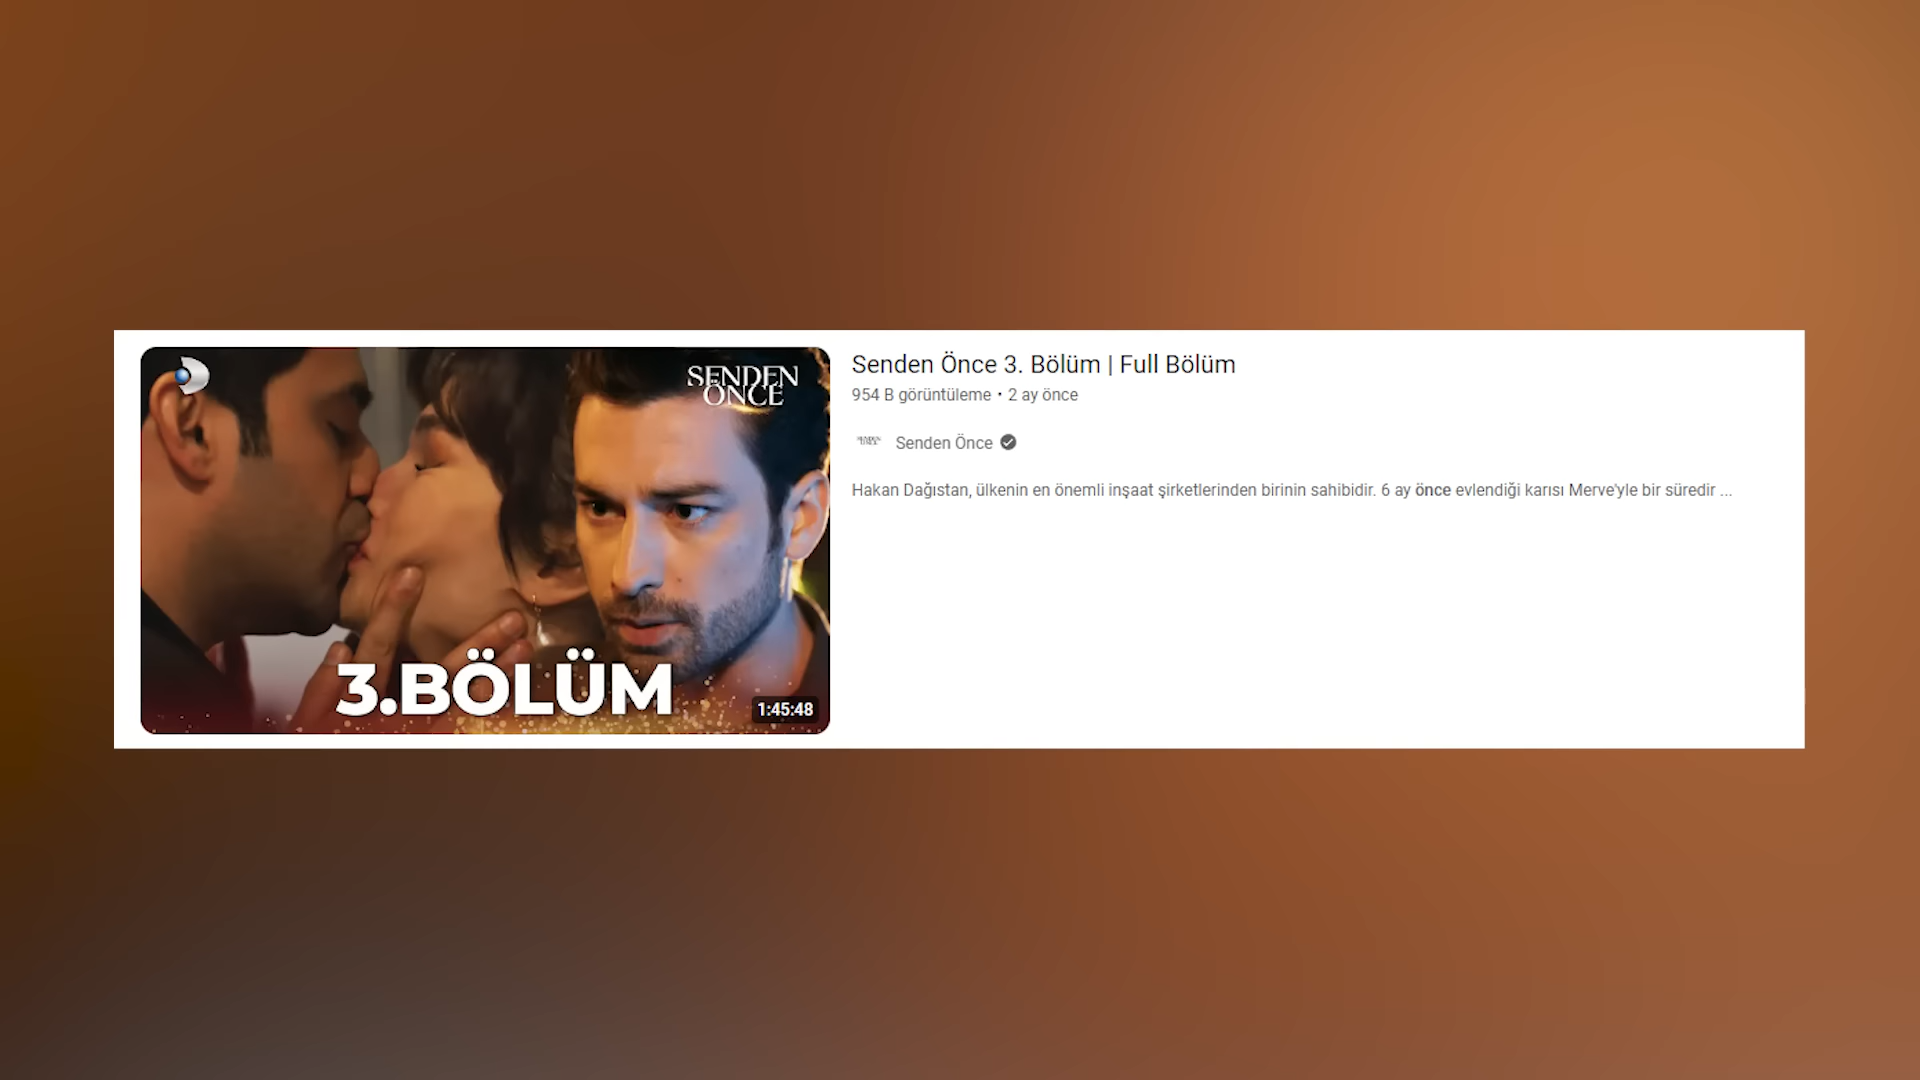 SENDEN
ÖNCE
3.BÖLÜM
1:45:48
Senden Önce 3. Bölüm | Full Bölüm
954 B görüntüleme • 2 ay önce
Senden Önce
Hakan Dağıstan, ülkenin en önemli inşaat şirketlerinden birinin sahibidir. 6 ay önce evlendiği karısı Merve'yle bir süredir ...